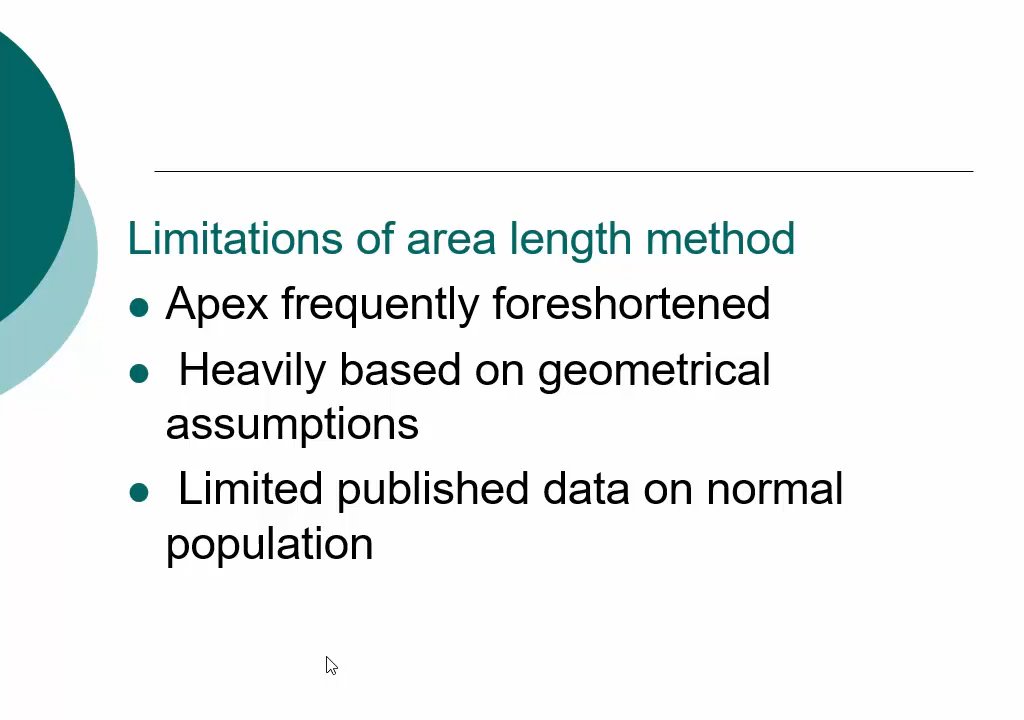 Limitations of area length method
● Apex frequently foreshortened
● Heavily based on geometrical
assumptions
● Limited published data on normal
population